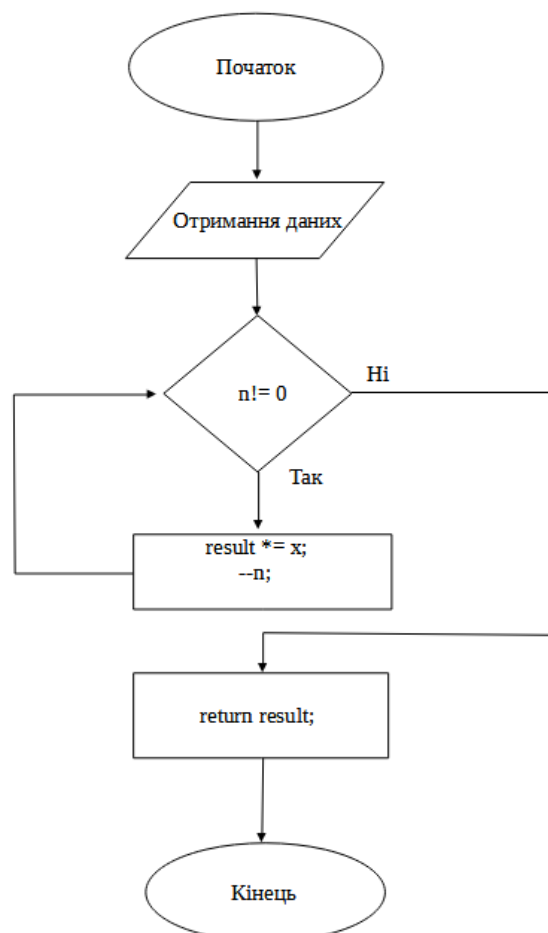 Початок
Отримання даних
n!= 0
Ні
Так
result *= x;
--n;
return result;
Кінець